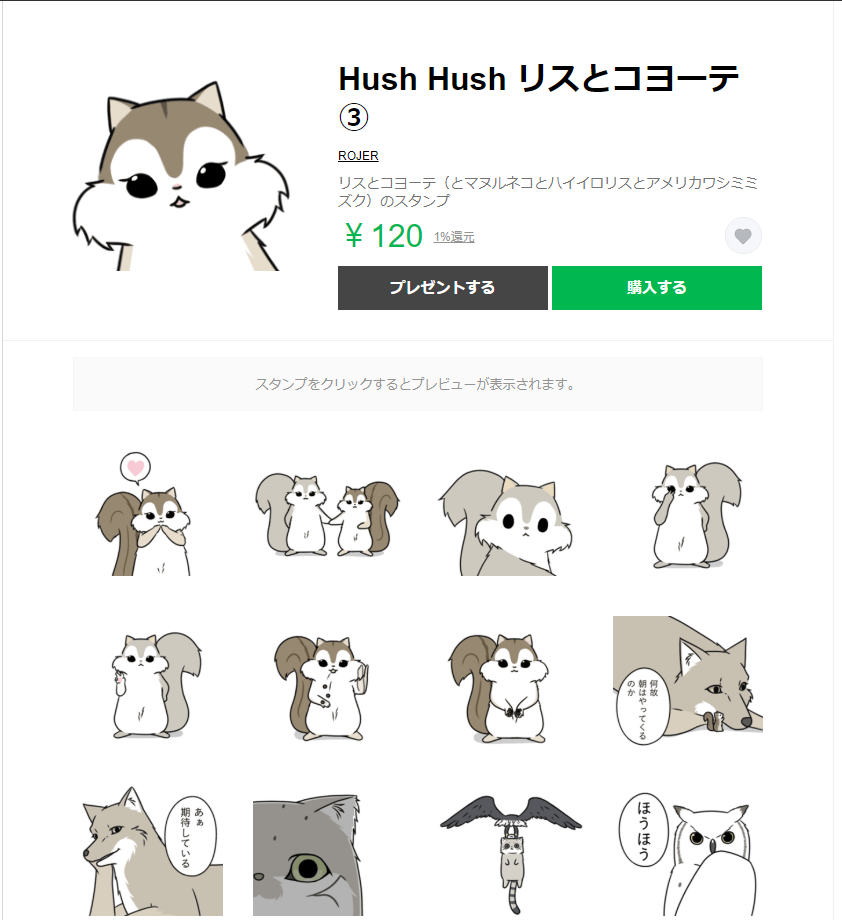 Hush Hush リスとコヨーテ
③
ROJER
リスとコヨーテ（とマヌルネコとハイイロリスとアメリカワシミミ
ズク）のスタンプ
￥120 1%還元
プレゼントする 購入する
スタンプをクリックするとプレビューが表示されます。
何故
朝はやってくる
のか
あぁ
期待している
ほうほう